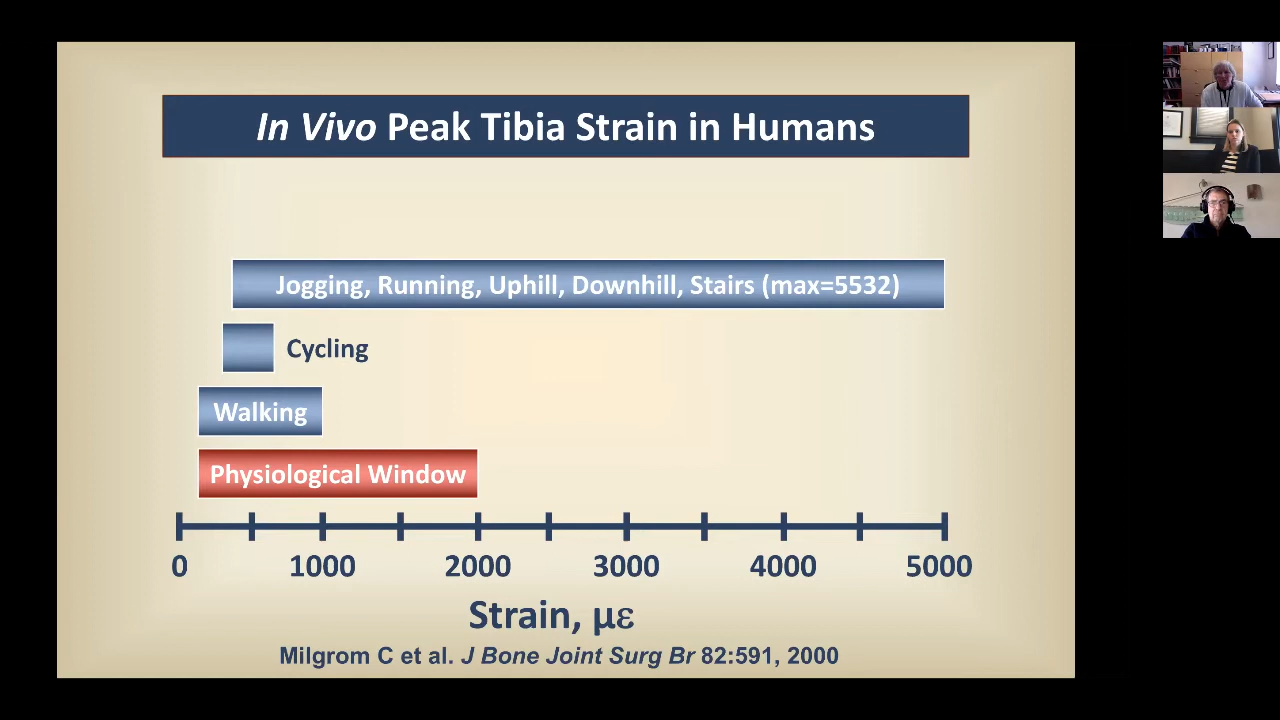 In Vivo Peak Tibia Strain in Humans
Jogging, Running, Uphill, Downhill, Stairs (max=5532)
Cycling
Walking
Physiological Window
0 1000 2000 3000 4000 5000
Strain, με
Milgrom C et al. J Bone Joint Surg Br 82:591, 2000